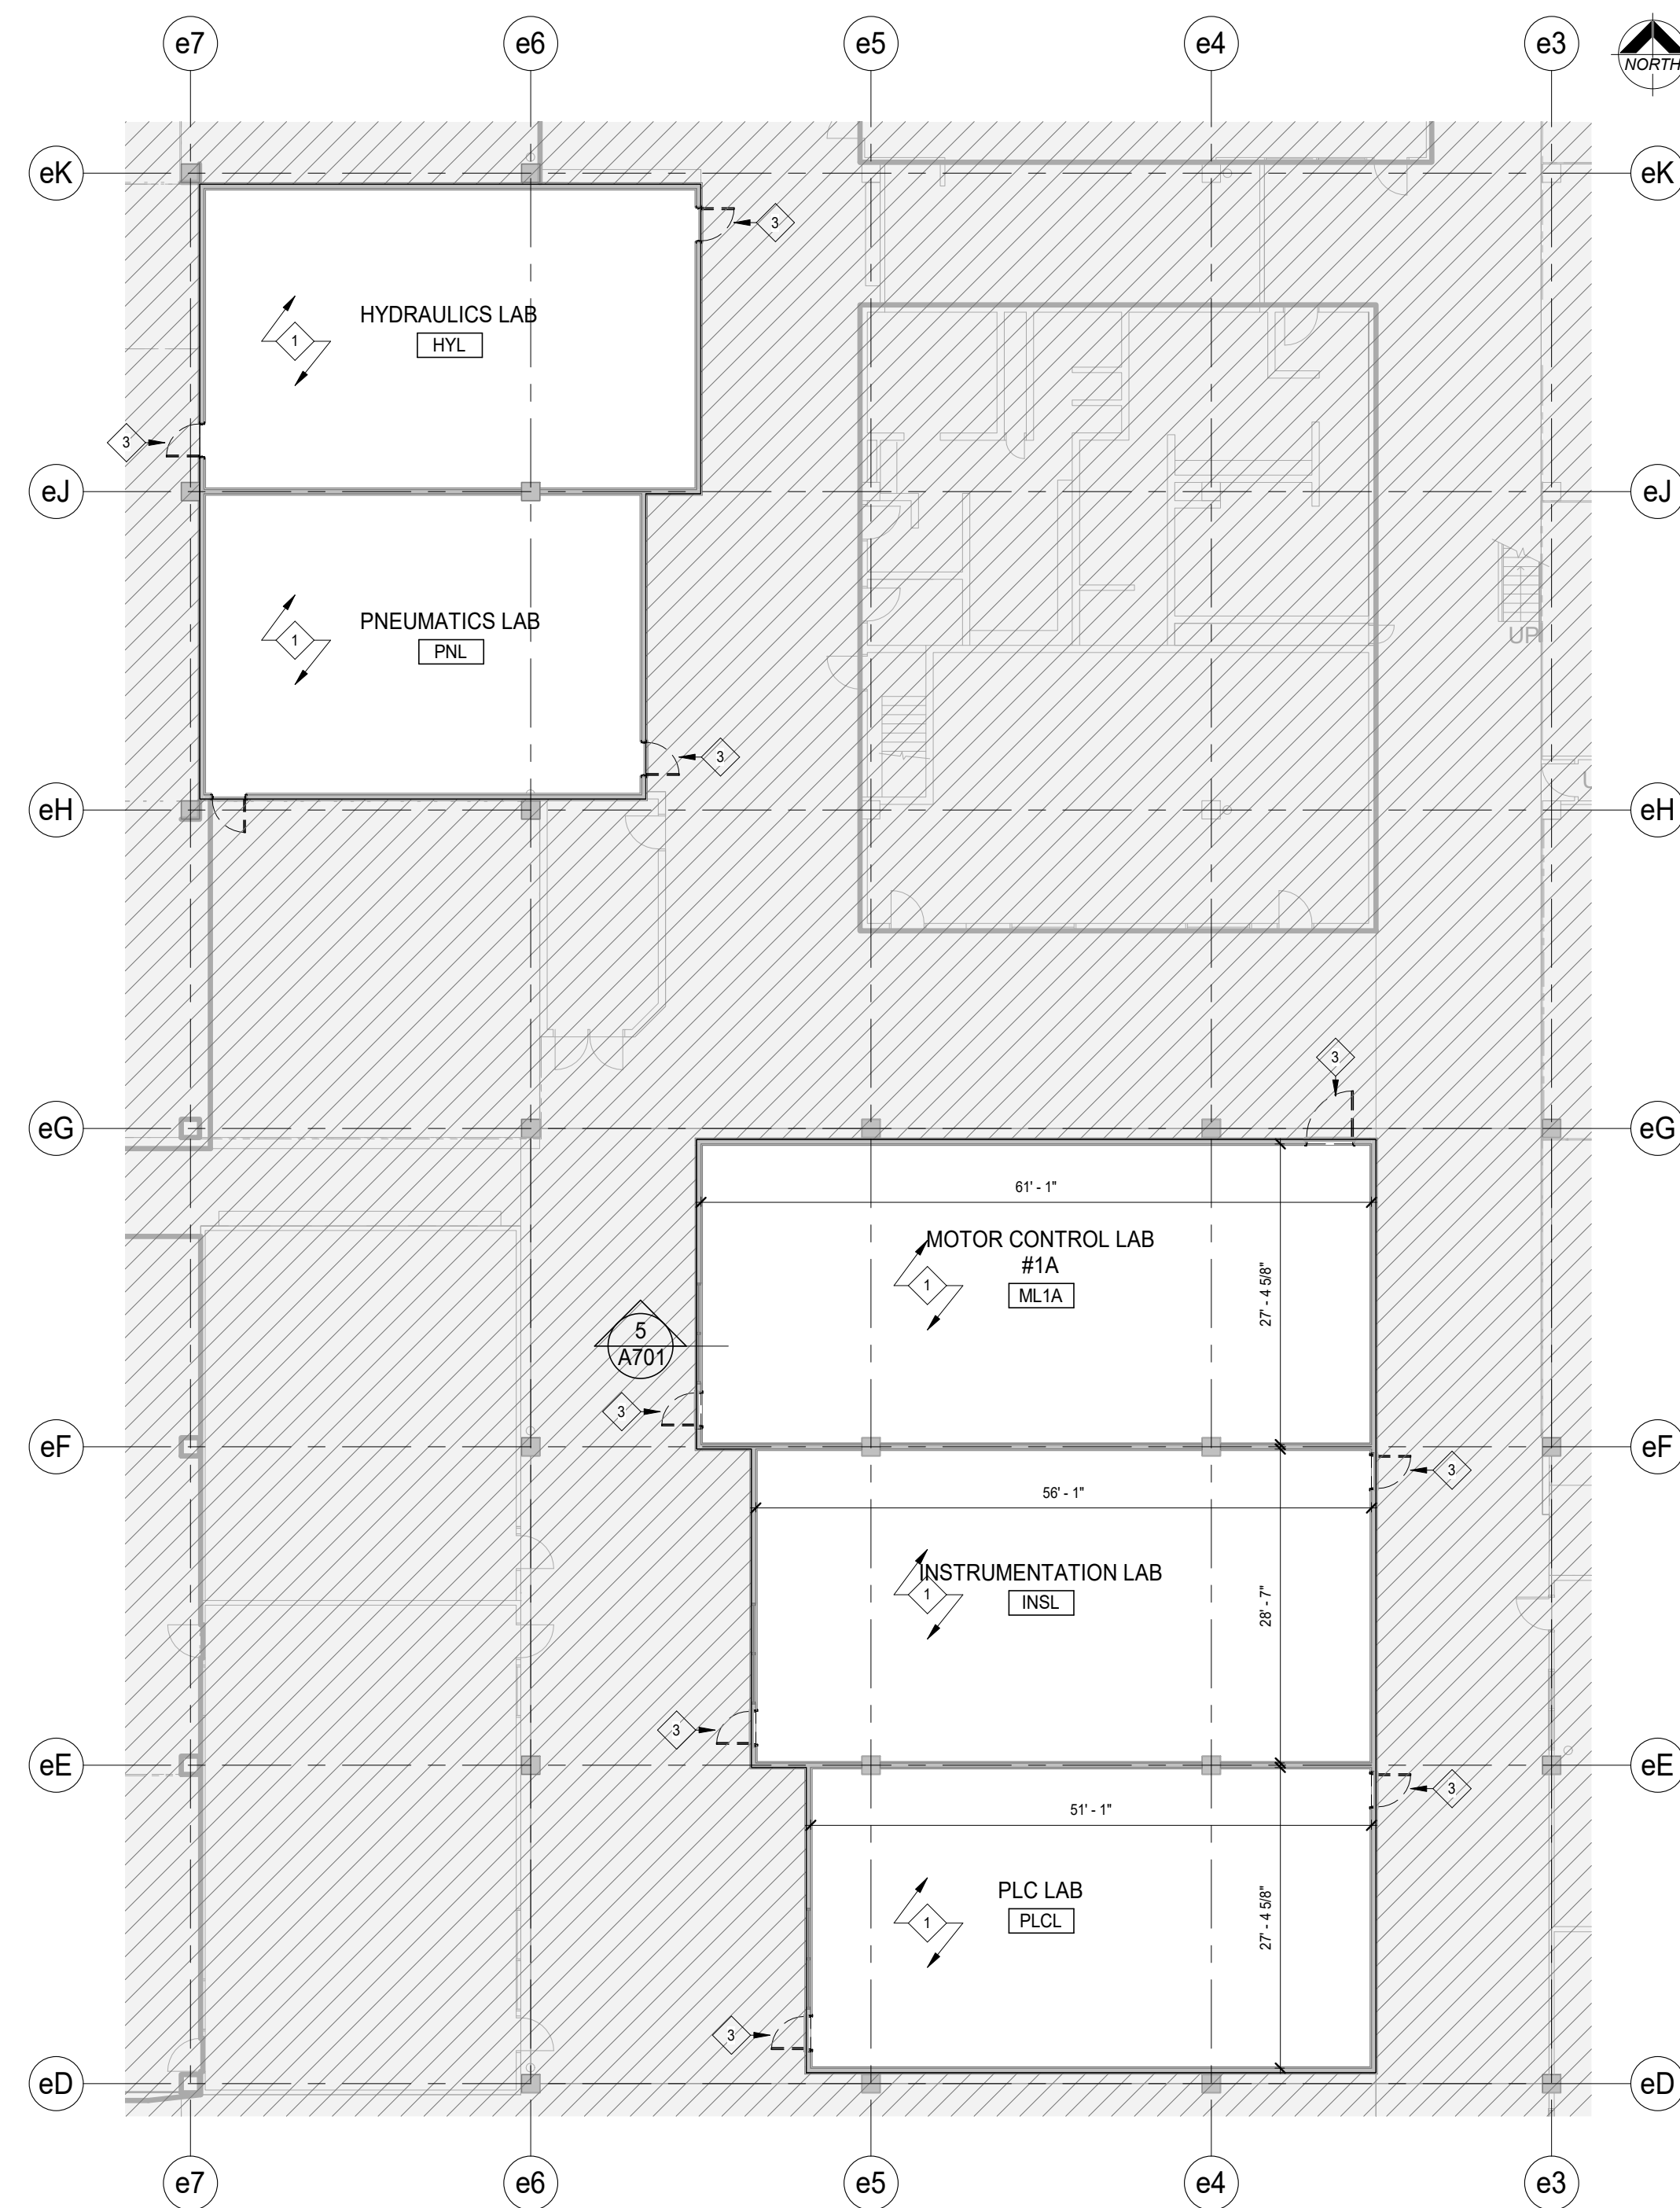 e7 e6 e5 e4 e3
NORTH
eK eK
3
HYDRAULICS LAB
1
HYL
3
eJ eJ
PNEUMATICS LAB
1
PNL
UP
3
eH eH
3
eG eG
61' - 1"
MOTOR CONTROL LAB
#1A
1
ML1A
27' - 4 5/8"
5
A701
3
eF eF
3
56' - 1"
INSTRUMENTATION LAB
1
INSL
28' - 7"
3
eE eE
3
51' - 1"
PLC LAB
1
PLCL
27' - 4 5/8"
3
eD eD
e7 e6 e5 e4 e3